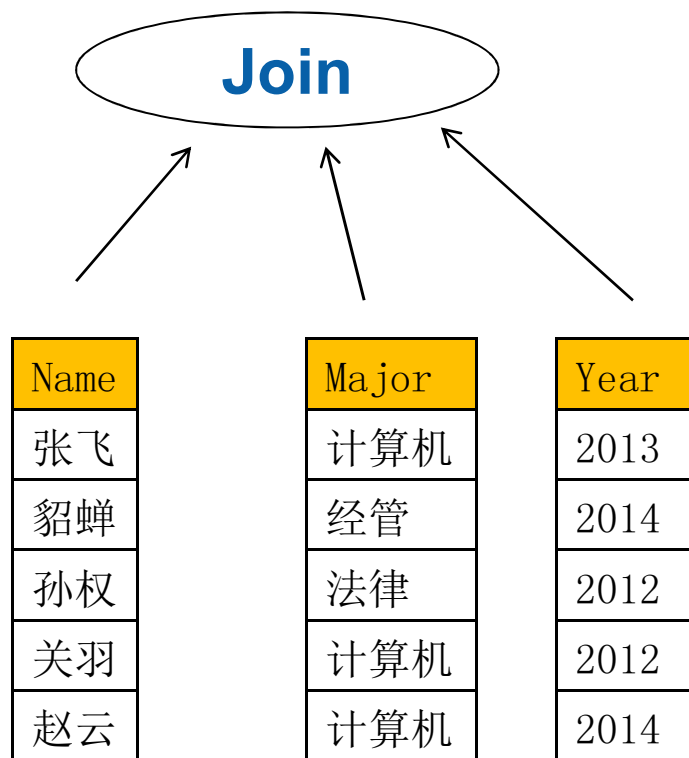 Join
Name Major Year
张飞 计算机 2013
貂蝉 经管 2014
孙权 法律 2012
关羽 计算机 2012
赵云 计算机 2014